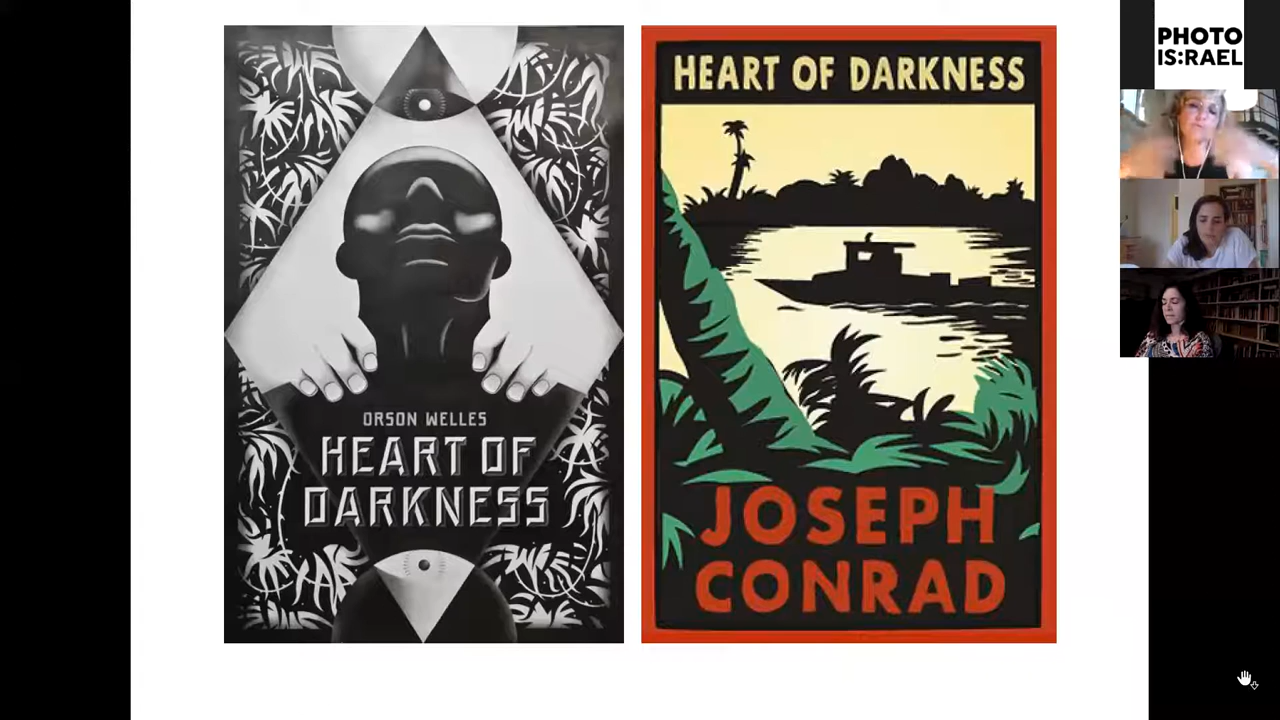 ORSON WELLES
HEART OF
DARKNESS
HEART OF DARKNESS
JOSEPH
CONRAD
PHOTO
IS:RAEL